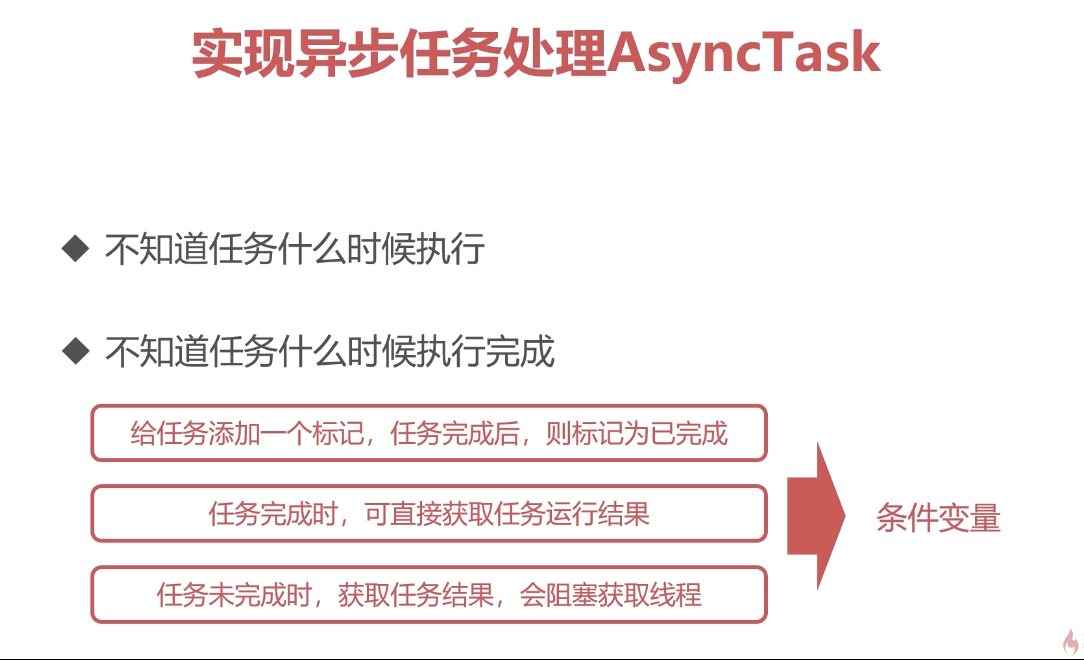 实现异步任务处理AsyncTask
不知道任务什么时候执行
不知道任务什么时候执行完成
给任务添加一个标记，任务完成后，则标记为已完成
任务完成时，可直接获取任务运行结果
任务未完成时，获取任务结果，会阻塞获取线程
条件变量